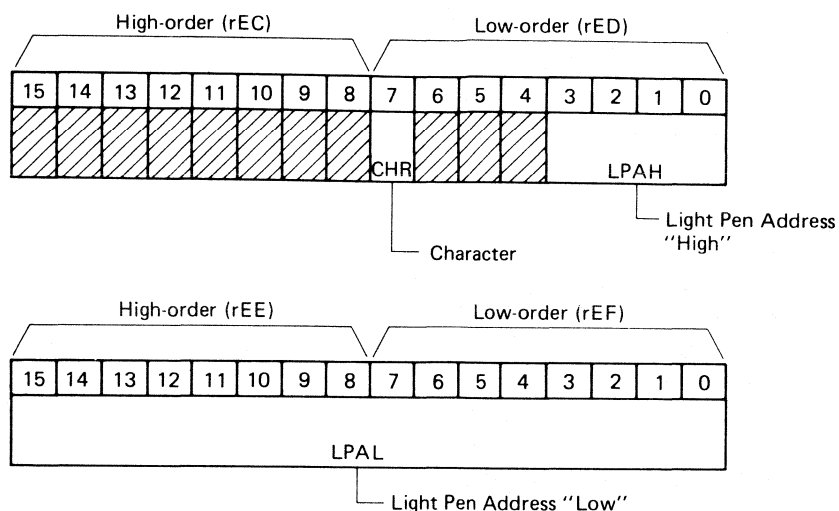 High-order (rEC) Low-order (rED)
15 14 13 12 11 10 9 8 7 6 5 4 3 2 1 0
CHR LPAH
Light Pen Address
"High"
Character
High-order (rEE) Low-order (rEF)
15 14 13 12 11 10 9 8 7 6 5 4 3 2 1 0
LPAL
Light Pen Address "Low"